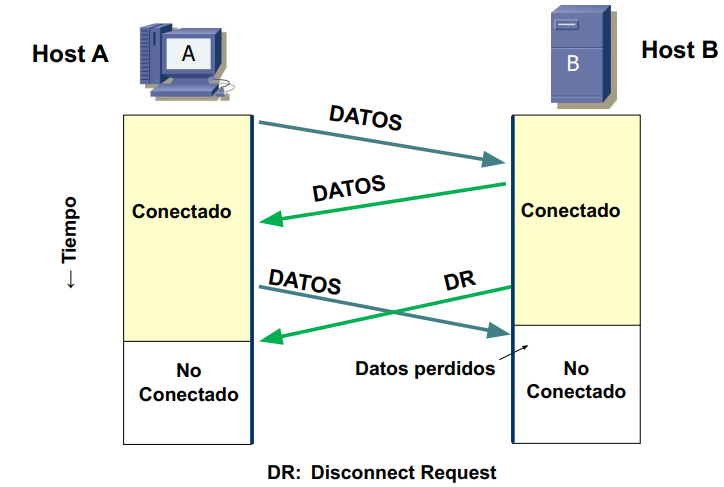 Host A
A
B
Host B
DATOS
DATOS
Conectado
Conectado
← Tiempo
DATOS
DR
Datos perdidos
No
Conectado
No
Conectado
DR: Disconnect Request